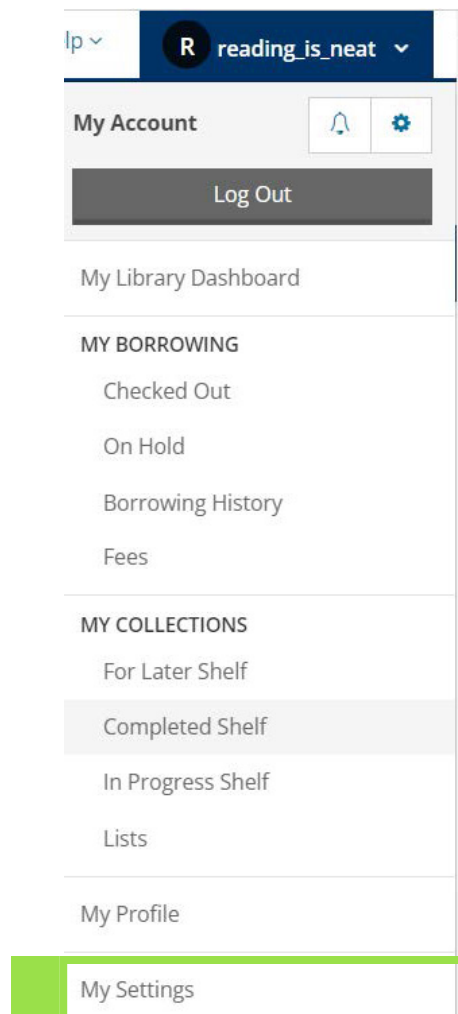 lp
R reading_is_neat
My Account
Log Out
My Library Dashboard
MY BORROWING
Checked Out
On Hold
Borrowing History
Fees
MY COLLECTIONS
For Later Shelf
Completed Shelf
In Progress Shelf
Lists
My Profile
My Settings